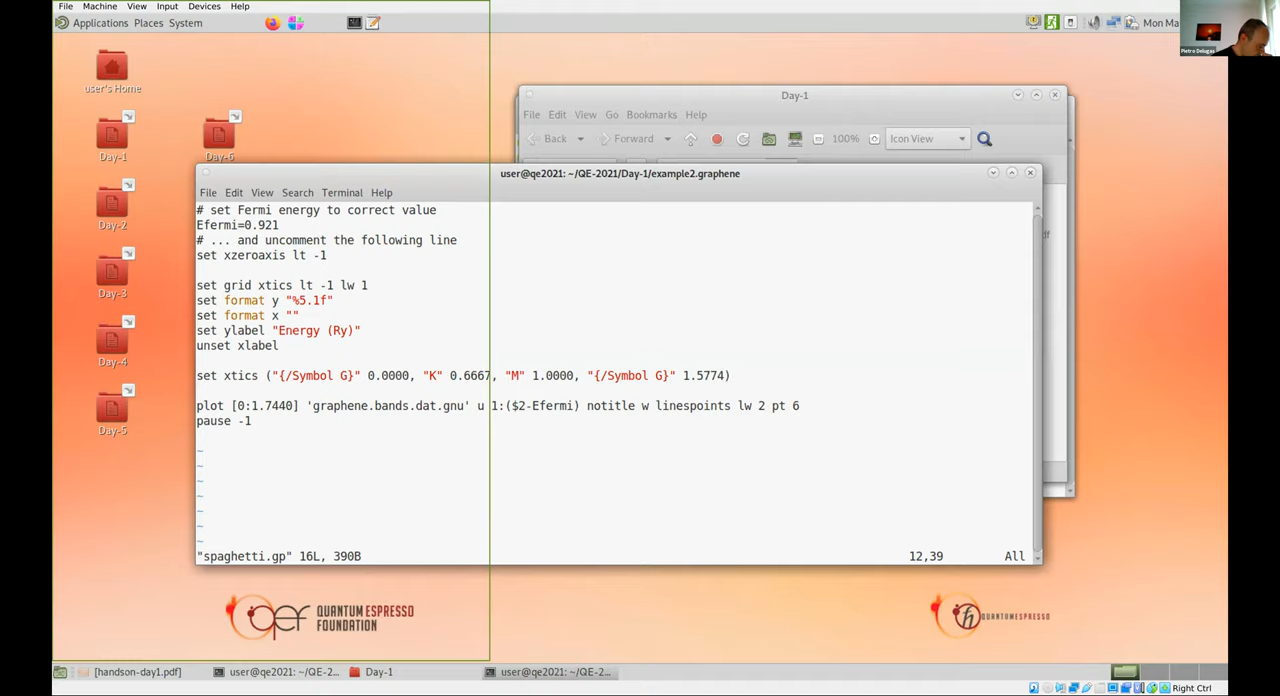 File Machine View Input Devices Help
Applications Places System
Mon Ma
Pietro Delugas
user's Home
Day-1
Day-6
Day-2
Day-3
Day-4
Day-5
Day-1
File Edit View Go Bookmarks Help
Back Forward 100% Icon View
df
user@qe2021: ~/QE-2021/Day-1/example2.graphene
File Edit View Search Terminal Help
# set Fermi energy to correct value
Efermi=0.921
# ... and uncomment the following line
set xzeroaxis lt -1
set grid xtics lt -1 lw 1
set format y "%5.1f"
set format x ""
set ylabel "Energy (Ry)"
unset xlabel
set xtics ("{/Symbol G}" 0.0000, "K" 0.6667, "M" 1.0000, "{/Symbol G}" 1.5774)
plot [0:1.7440] 'graphene.bands.dat.gnu' u 1:($2-Efermi) notitle w linespoints lw 2 pt 6
pause -1
~
~
~
~
~
~
~
"spaghetti.gp" 16L, 390B 12,39 All
QUANTUM ESPRESSO
FOUNDATION
QUANTUM ESPRESSO
[handson-day1.pdf] user@qe2021: ~/QE-2... Day-1 user@qe2021: ~/QE-2...
Right Ctrl